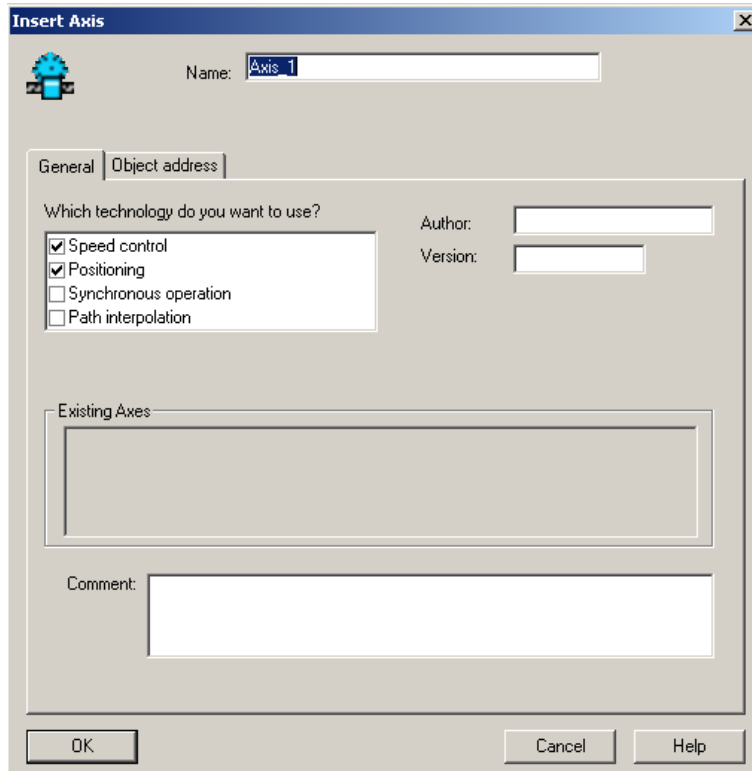 Insert Axis
Name: Axis_1
General Object address
Which technology do you want to use?
Speed control
Positioning
Synchronous operation
Path interpolation
Author:
Version:
Existing Axes
Comment:
OK Cancel Help